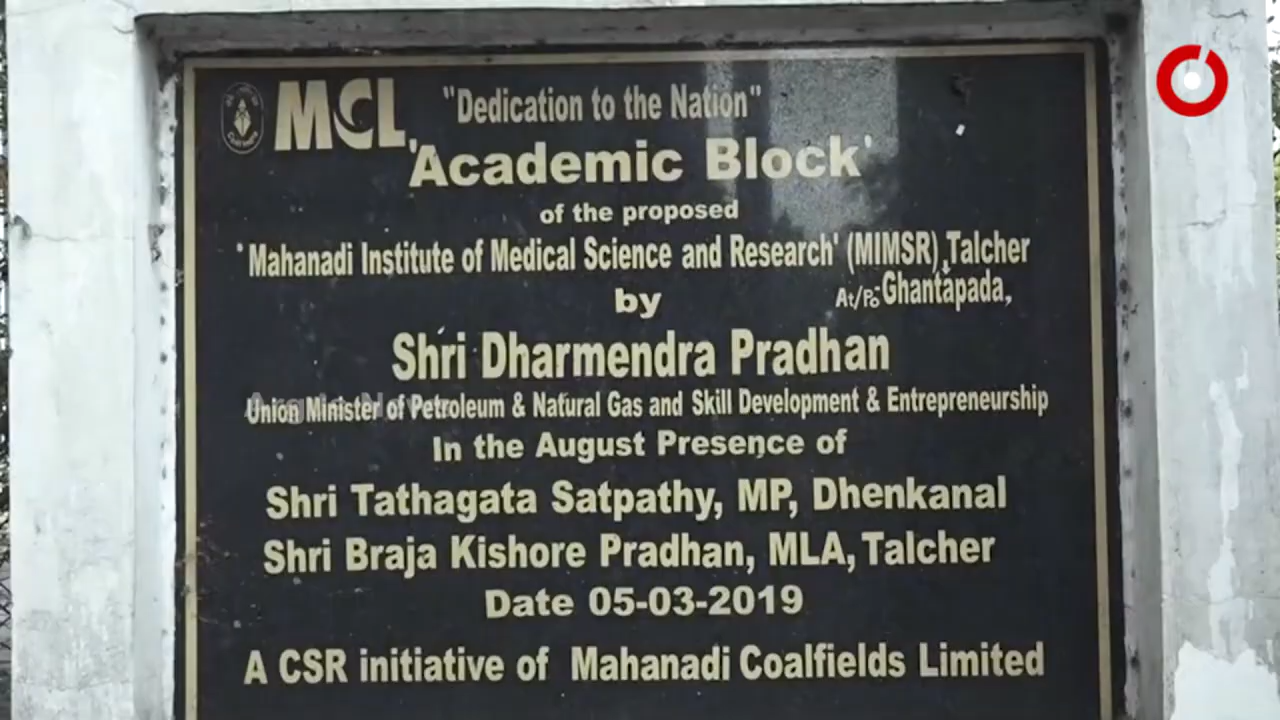 MCL
"Dedication to the Nation"
'Academic Block'
of the proposed
'Mahanadi Institute of Medical Science and Research' (MIMSR), Talcher
At/Po-Ghantapada,
by
Shri Dharmendra Pradhan
Union Minister of Petroleum & Natural Gas and Skill Development & Entrepreneurship
In the August Presence of
Shri Tathagata Satpathy, MP, Dhenkanal
Shri Braja Kishore Pradhan, MLA, Talcher
Date 05-03-2019
A CSR initiative of Mahanadi Coalfields Limited